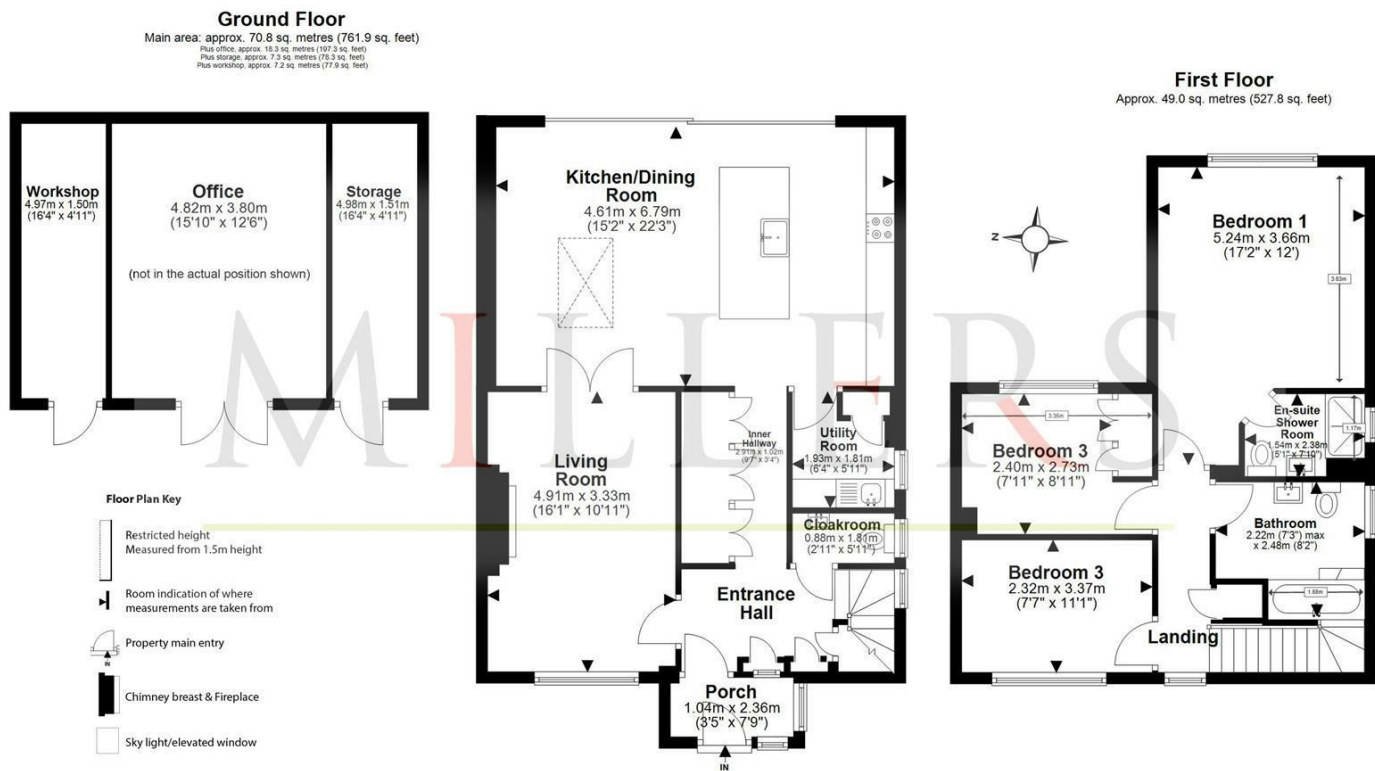 Ground Floor
Main area: approx. 70.8 sq. metres (761.9 sq. feet)
Plus office, approx. 18.3 sq. metres (197.3 sq. feet)
Plus storage, approx. 7.3 sq. metres (78.3 sq. feet)
Plus workshop, approx. 7.2 sq. metres (77.9 sq. feet)
First Floor
Approx. 49.0 sq. metres (527.8 sq. feet)
Workshop
4.97m x 1.50m
(16'4" x 4'11")
Office
4.82m x 3.80m
(15'10" x 12'6")
(not in the actual position shown)
Storage
4.98m x 1.51m
(16'4" x 4'11")
Kitchen/Dining
Room
4.61m x 6.79m
(15'2" x 22'3")
Z
Bedroom 1
5.24m x 3.66m
(17'2" x 12')
3.63m
MILLERS
Living
Room
4.91m x 3.33m
(16'1" x 10'11")
Inner
Hallway
2.91m x 1.02m
(9'7" x 3'4")
Utility
Room
1.93m x 1.81m
(6'4" x 5'11")
Cloakroom
0.88m x 1.81m
(2'11" x 5'11")
Entrance
Hall
Porch
1.04m x 2.36m
(3'5" x 7'9")
IN
3.35m
Bedroom 3
2.40m x 2.73m
(7'11" x 8'11")
En-suite
Shower
Room
1.54m x 2.38m
(5'1" x 7'10")
1.17m
Bathroom
2.22m (7'3") max
x 2.48m (8'2")
1.68m
Bedroom 3
2.32m x 3.37m
(7'7" x 11'1")
Landing
Floor Plan Key
Restricted height
Measured from 1.5m height
Room indication of where
measurements are taken from
Property main entry
IN
Chimney breast & Fireplace
Sky light/elevated window